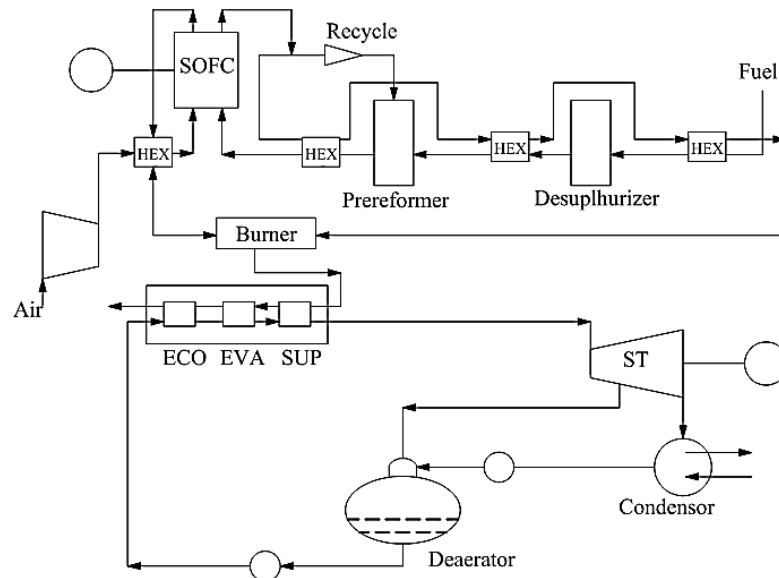 Recycle
Fuel
SOFC
HEX
HEX
HEX
HEX
Prereformer
Desuplhurizer
Burner
Air
ECO
EVA
SUP
ST
Condensor
Deaerator